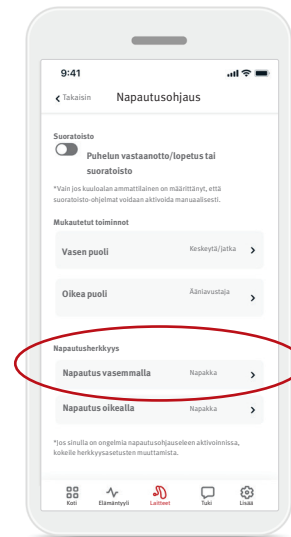 9:41
Takaisin Napautusohjaus
Suoratoisto
Puhelun vastaanotto/lopetus tai
suoratoisto
*Vain jos kuuloalan ammattilainen on määrittänyt, että
suoratoisto-ohjelmat voidaan aktivoida manuaalisesti.
Mukautetut toiminnot
Vasen puoli Keskeytä/jatka
Oikea puoli Ääniavustaja
Napautusherkkyys
Napautus vasemmalla Napakka
Napautus oikealla Napakka
*Jos sinulla on ongelmia napautusohjauseleen aktivoinnissa,
kokeile herkkyysasetusten muuttamista.
Koti Elämäntyyli Laitteet Tuki Lisää